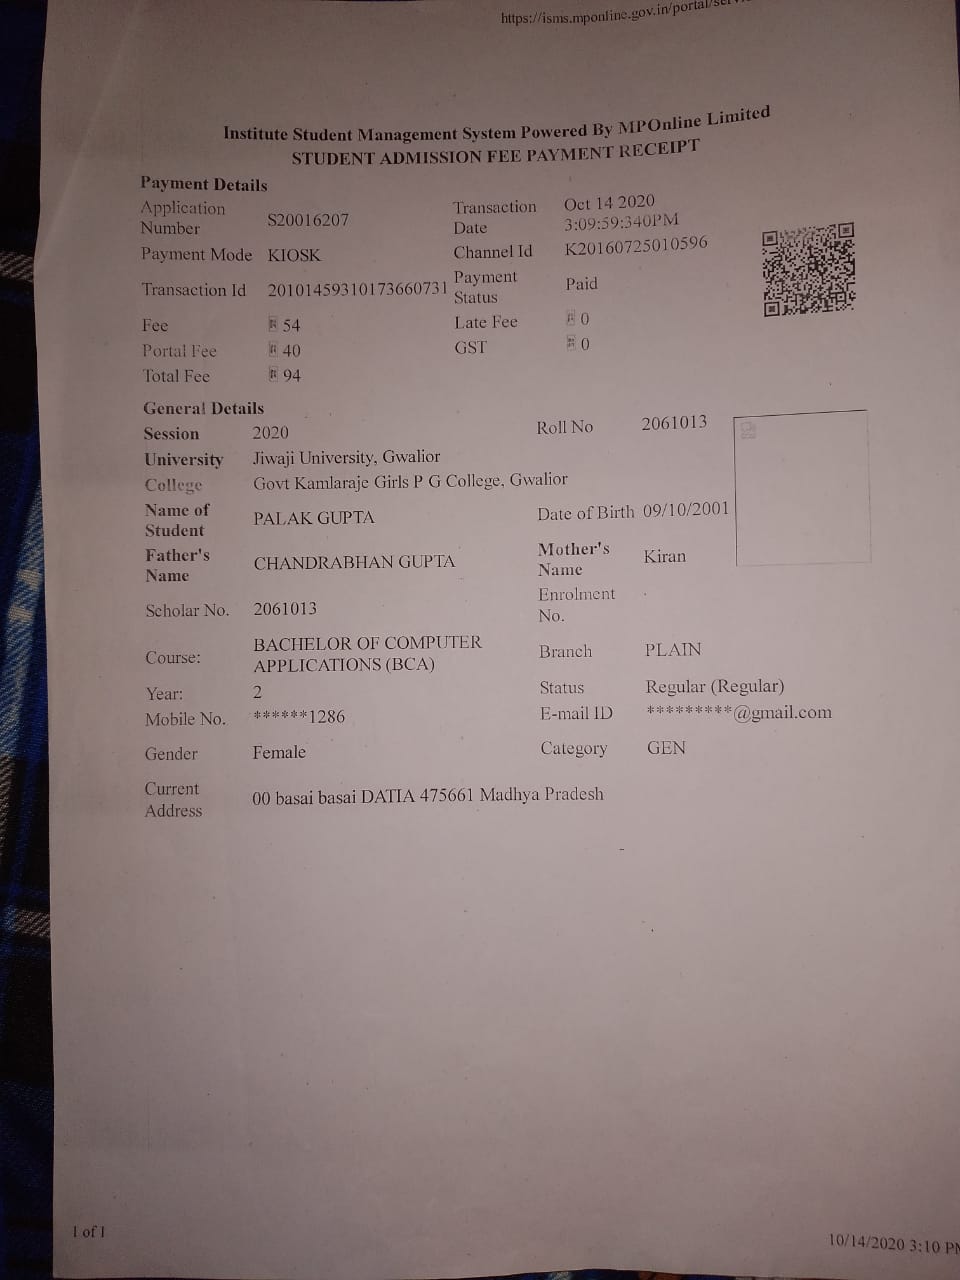 https://isms.mponline.gov.in/portal/
Institute Student Management System Powered By MPOnline Limited
STUDENT ADMISSION FEE PAYMENT RECEIPT
Payment Details
Application Number S20016207 Transaction Date Oct 14 2020 3:09:59:340PM
Payment Mode KIOSK Channel Id K20160725010596
Transaction Id 20101459310173660731 Payment Status Paid
Fee 54 Late Fee 0
Portal Fee 40 GST 0
Total Fee 94
General Details
Session 2020 Roll No 2061013
University Jiwaji University, Gwalior
College Govt Kamlaraje Girls P G College, Gwalior
Name of Student PALAK GUPTA Date of Birth 09/10/2001
Father's Name CHANDRABHAN GUPTA Mother's Name Kiran
Scholar No. 2061013 Enrolment No. .
Course: BACHELOR OF COMPUTER APPLICATIONS (BCA) Branch PLAIN
Year: 2 Status Regular (Regular)
Mobile No. ******1286 E-mail ID *********@gmail.com
Gender Female Category GEN
Current Address 00 basai basai DATIA 475661 Madhya Pradesh
1 of 1
10/14/2020 3:10 PM